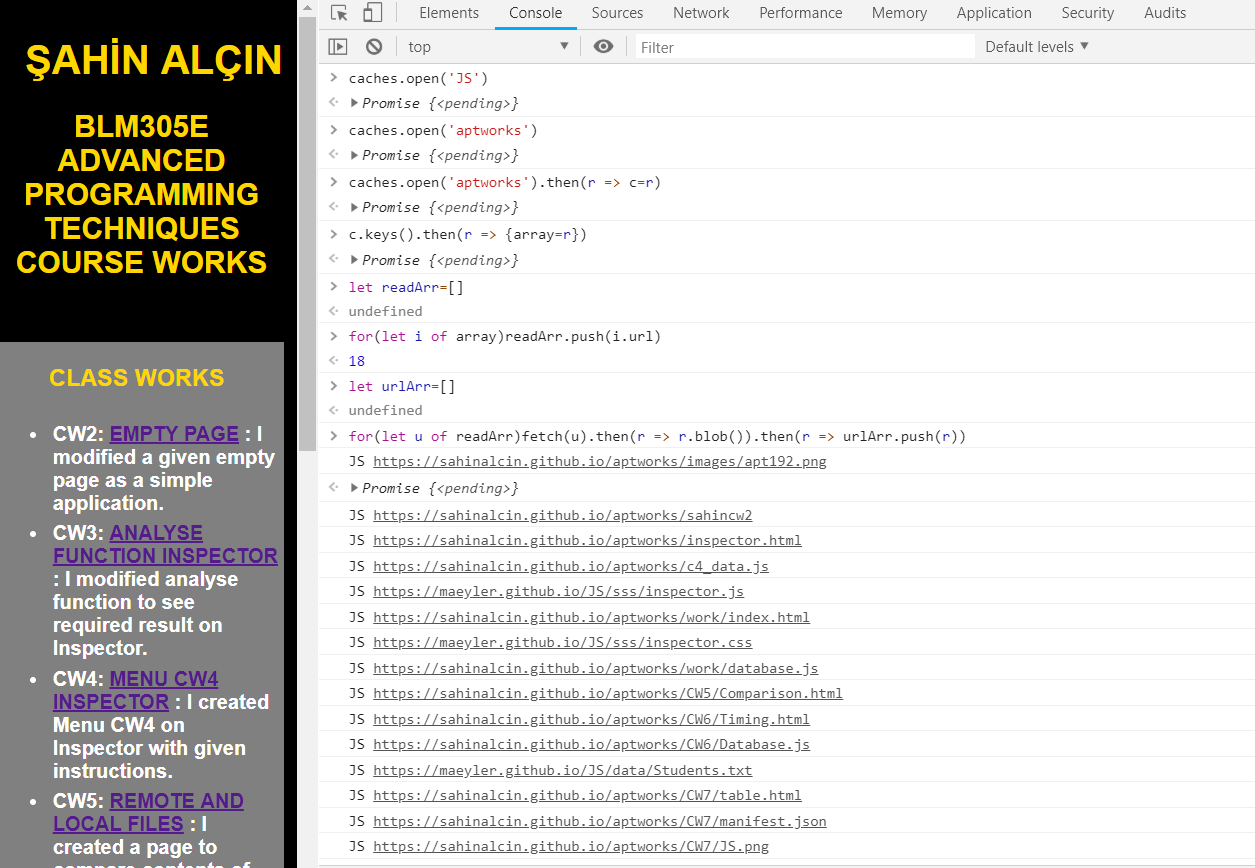 ŞAHİN ALÇIN
BLM305E
ADVANCED
PROGRAMMING
TECHNIQUES
COURSE WORKS
CLASS WORKS
CW2: EMPTY PAGE : I
modified a given empty
page as a simple
application.
CW3: ANALYSE
FUNCTION INSPECTOR
: I modified analyse
function to see
required result on
Inspector.
CW4: MENU CW4
INSPECTOR : I created
Menu CW4 on
Inspector with given
instructions.
CW5: REMOTE AND
LOCAL FILES : I
created a page to
compare contents of
Elements Console Sources Network Performance Memory Application Security Audits
top Filter Default levels
caches.open('JS')
Promise {<pending>}
caches.open('aptworks')
Promise {<pending>}
caches.open('aptworks').then(r => c=r)
Promise {<pending>}
c.keys().then(r => {array=r})
Promise {<pending>}
let readArr=[]
undefined
for(let i of array)readArr.push(i.url)
18
let urlArr=[]
undefined
for(let u of readArr)fetch(u).then(r => r.blob()).then(r => urlArr.push(r))
JS https://sahinalcin.github.io/aptworks/images/apt192.png
Promise {<pending>}
JS https://sahinalcin.github.io/aptworks/sahincw2
JS https://sahinalcin.github.io/aptworks/inspector.html
JS https://sahinalcin.github.io/aptworks/c4_data.js
JS https://maeyler.github.io/JS/sss/inspector.js
JS https://sahinalcin.github.io/aptworks/work/index.html
JS https://maeyler.github.io/JS/sss/inspector.css
JS https://sahinalcin.github.io/aptworks/work/database.js
JS https://sahinalcin.github.io/aptworks/CW5/Comparison.html
JS https://sahinalcin.github.io/aptworks/CW6/Timing.html
JS https://sahinalcin.github.io/aptworks/CW6/Database.js
JS https://maeyler.github.io/JS/data/Students.txt
JS https://sahinalcin.github.io/aptworks/CW7/table.html
JS https://sahinalcin.github.io/aptworks/CW7/manifest.json
JS https://sahinalcin.github.io/aptworks/CW7/JS.png